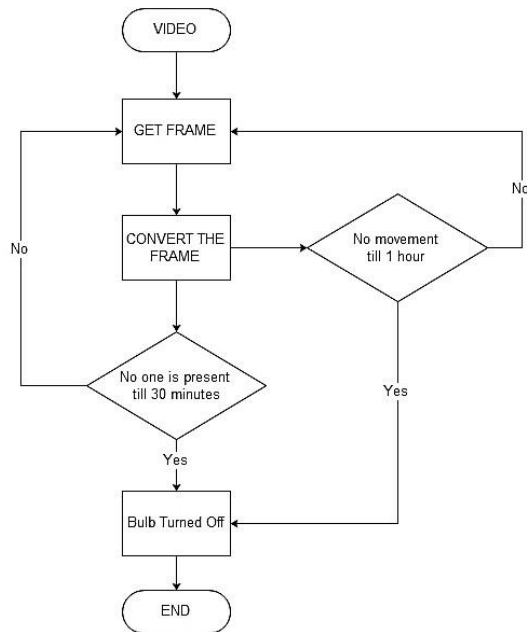 VIDEO
GET FRAME
No
No
CONVERT THE
FRAME
No movement
till 1 hour
No one is present
till 30 minutes
Yes
Yes
Bulb Turned Off
END